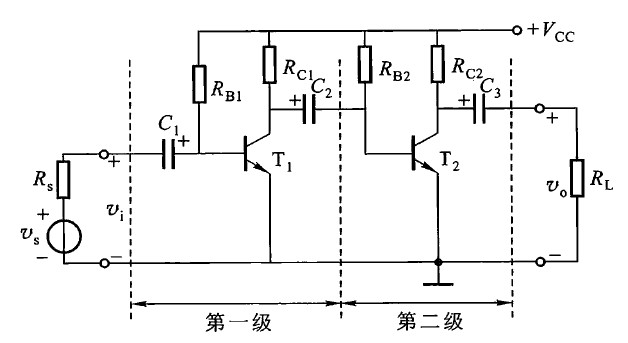 +V_CC
R_B1
R_C1
R_B2
R_C2
+ C_2
+ C_3
C_1 +
T_1
T_2
R_s
+
v_i
−
+
v_s
−
+
v_o
−
R_L
第一级
第二级